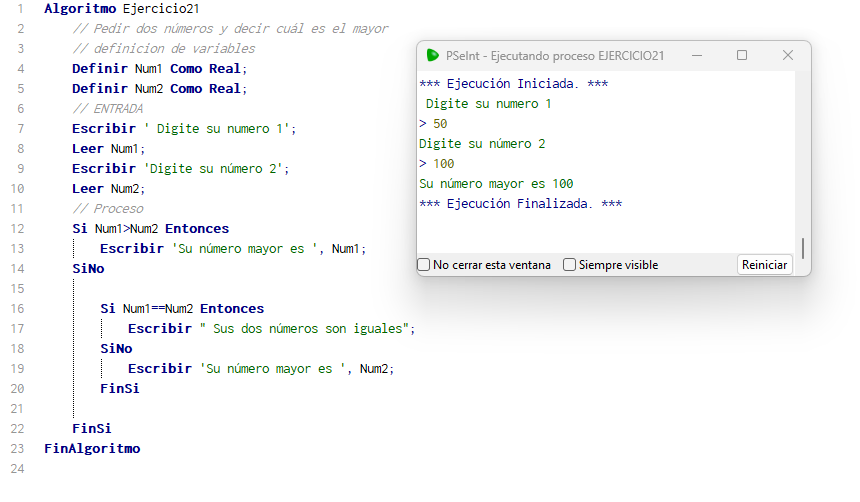 1 Algoritmo Ejercicio21
2 // Pedir dos números y decir cuál es el mayor
3 // definicion de variables
4 Definir Num1 Como Real;
5 Definir Num2 Como Real;
6 // ENTRADA
7 Escribir ' Digite su numero 1';
8 Leer Num1;
9 Escribir 'Digite su número 2';
10 Leer Num2;
11 // Proceso
12 Si Num1>Num2 Entonces
13 Escribir 'Su número mayor es ', Num1;
14 SiNo
15
16 Si Num1==Num2 Entonces
17 Escribir " Sus dos números son iguales";
18 SiNo
19 Escribir 'Su número mayor es ', Num2;
20 FinSi
21
22 FinSi
23 FinAlgoritmo
24
PSeInt - Ejecutando proceso EJERCICIO21
*** Ejecución Iniciada. ***
Digite su numero 1
> 50
Digite su número 2
> 100
Su número mayor es 100
*** Ejecución Finalizada. ***
No cerrar esta ventana Siempre visible Reiniciar